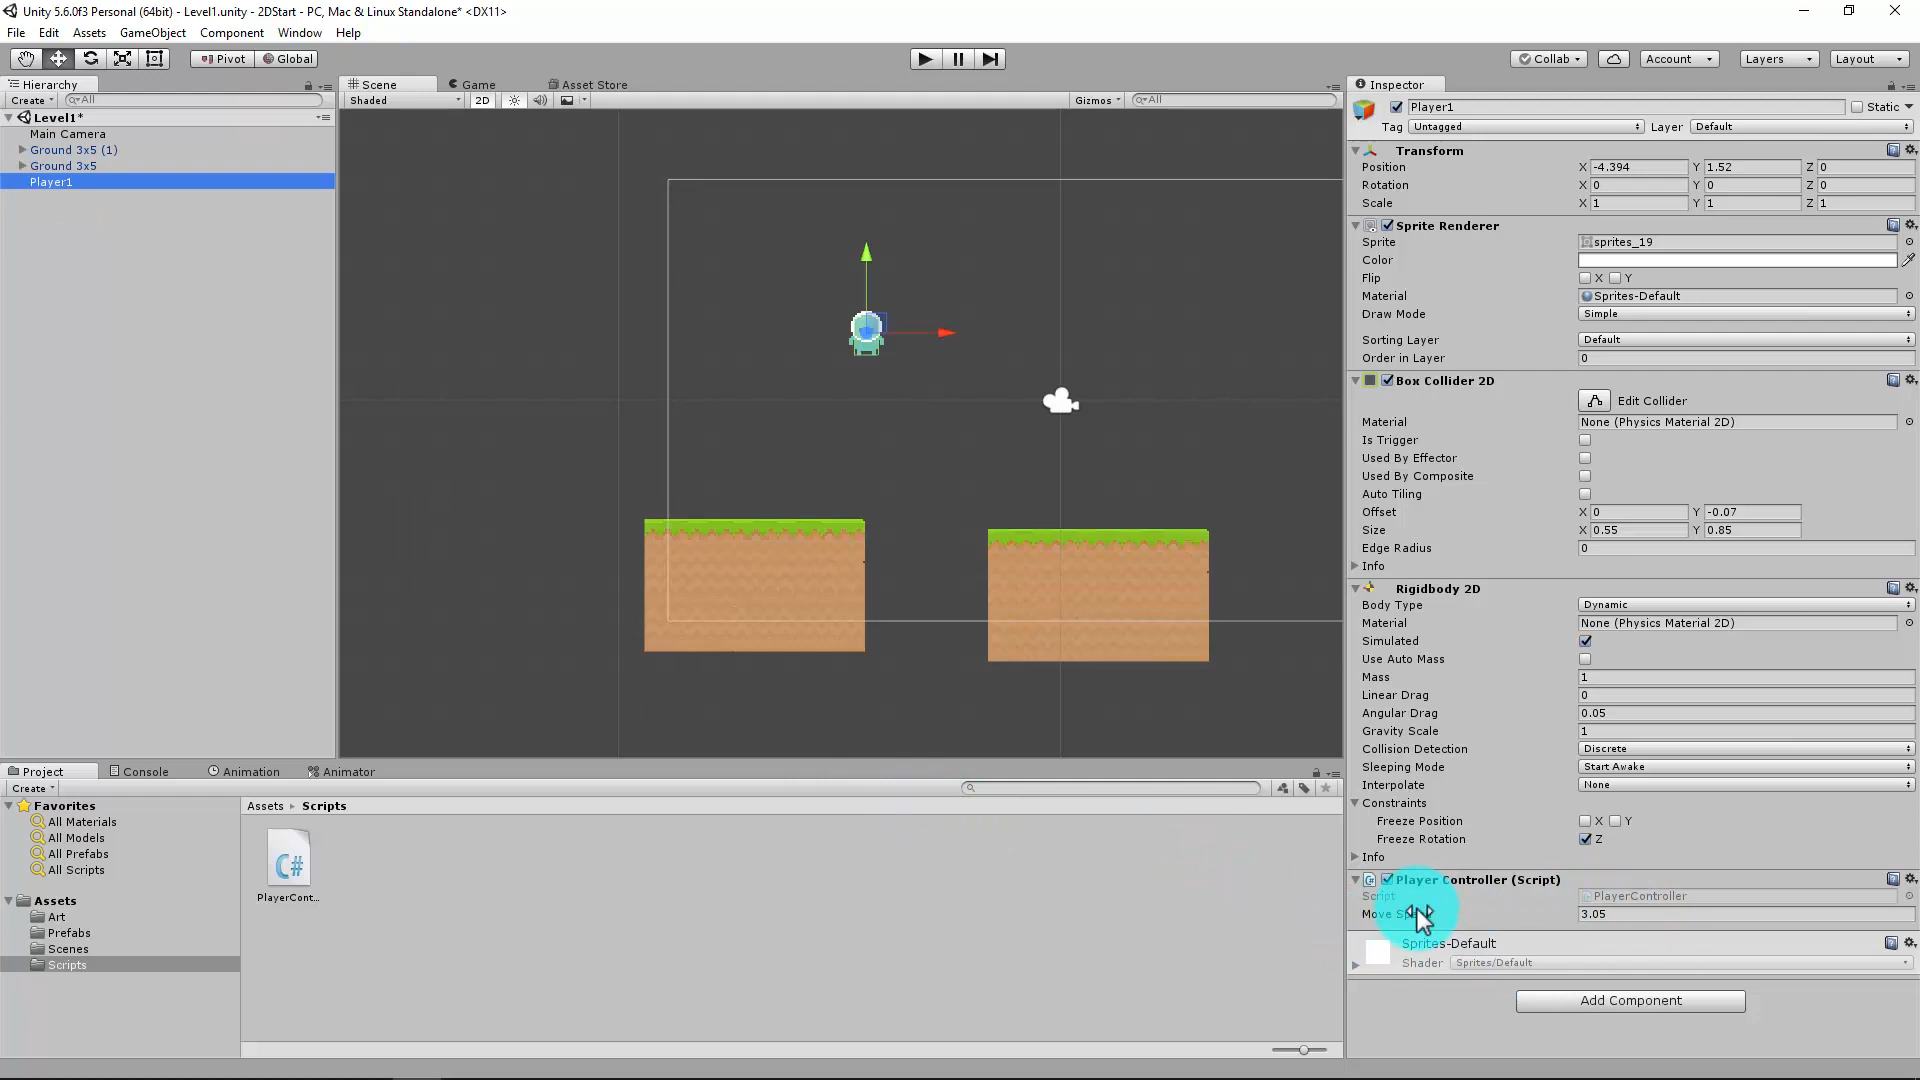 Unity 5.6.0f3 Personal (64bit) - Level1.unity - 2DStart - PC, Mac & Linux Standalone* <DX11>
File Edit Assets GameObject Component Window Help
Pivot Global Collab Account Layers Layout
Hierarchy
Create All
Level1*
Main Camera
Ground 3x5 (1)
Ground 3x5
Player1
Scene Game Asset Store
Shaded 2D Gizmos All
Inspector
Player1 Static
Tag Untagged Layer Default
Transform
Position X -4.394 Y 1.52 Z 0
Rotation X 0 Y 0 Z 0
Scale X 1 Y 1 Z 1
Sprite Renderer
Sprite sprites_19
Color
Flip X Y
Material Sprites-Default
Draw Mode Simple
Sorting Layer Default
Order in Layer 0
Box Collider 2D
Edit Collider
Material None (Physics Material 2D)
Is Trigger
Used By Effector
Used By Composite
Auto Tiling
Offset X 0 Y -0.07
Size X 0.55 Y 0.85
Edge Radius 0
Info
Rigidbody 2D
Body Type Dynamic
Material None (Physics Material 2D)
Simulated
Use Auto Mass
Mass 1
Linear Drag 0
Angular Drag 0.05
Gravity Scale 1
Collision Detection Discrete
Sleeping Mode Start Awake
Interpolate None
Constraints
Freeze Position X Y
Freeze Rotation Z
Info
C# Player Controller (Script)
Script PlayerController
Move 3.05
Sprites-Default
Shader Sprites/Default
Add Component
Project Console Animation Animator
Create
Favorites
All Materials
All Models
All Prefabs
All Scripts
Assets
Art
Prefabs
Scenes
Scripts
Assets Scripts
C#
PlayerCont...